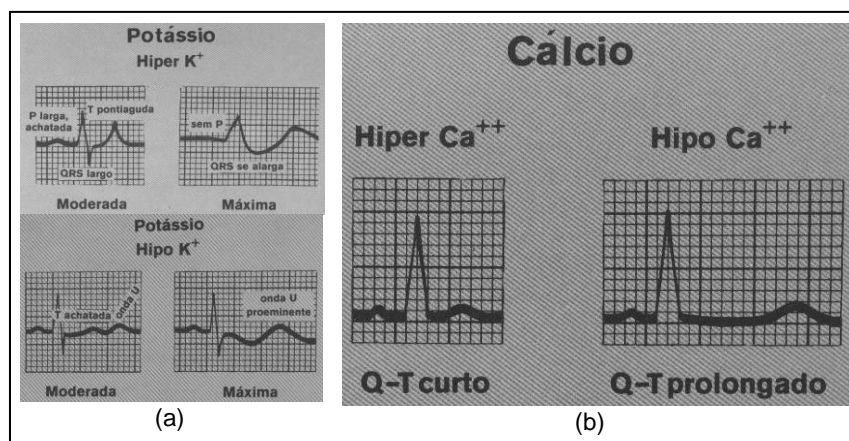 Potássio
Hiper K+
P larga,
achatada
T pontiaguda
QRS largo
Moderada
sem P
QRS se alarga
Máxima
Potássio
Hipo K+
T achatada
onda U
Moderada
onda U
proeminente
Máxima
(a)
Cálcio
Hiper Ca++
Q-T curto
Hipo Ca++
Q-T prolongado
(b)